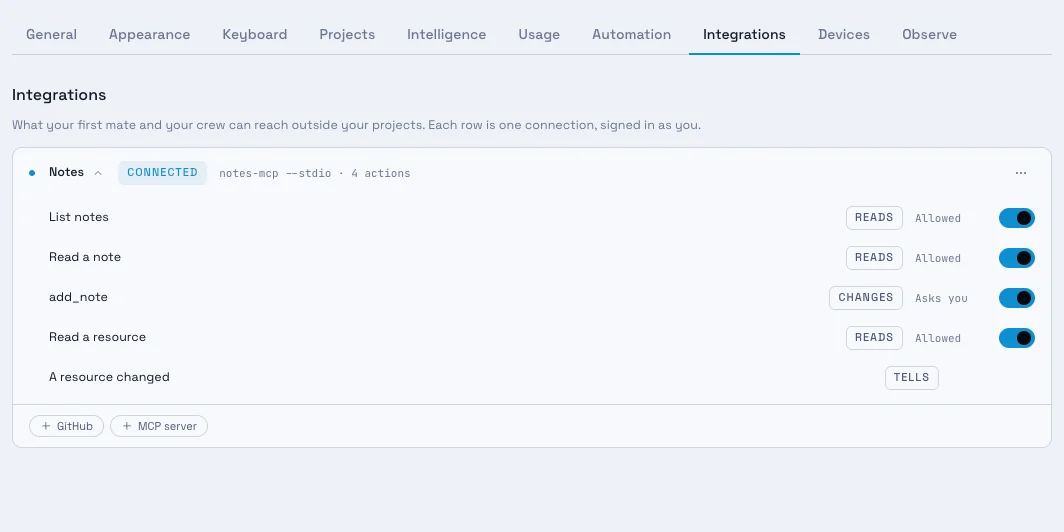 General Appearance Keyboard Projects Intelligence Usage Automation Integrations Devices Observe
Integrations
What your first mate and your crew can reach outside your projects. Each row is one connection, signed in as you.
Notes CONNECTED notes-mcp --stdio · 4 actions ···
List notes READS Allowed
Read a note READS Allowed
add_note CHANGES Asks you
Read a resource READS Allowed
A resource changed TELLS
+ GitHub + MCP server